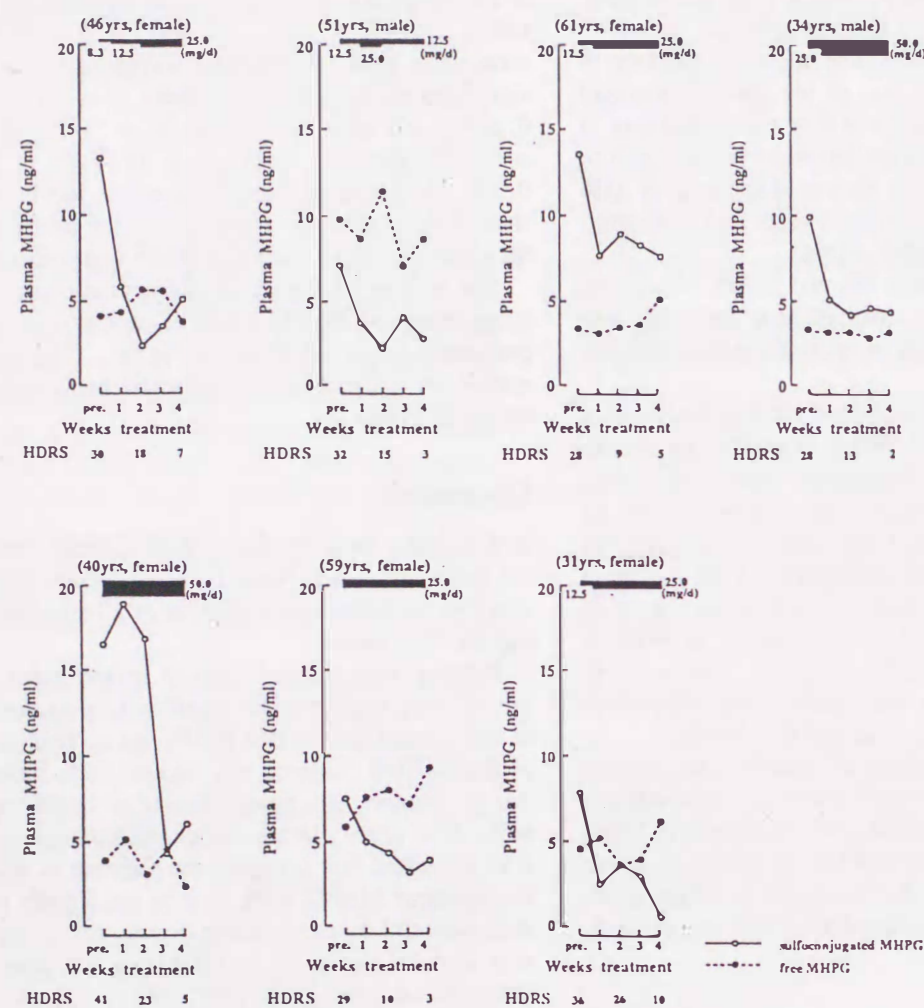 (46yrs, female)
20
8.3 12.5 25.0
(mg/d)
15
10
5
0
Plasma MHPG (ng/ml)
pre. 1 2 3 4
Weeks treatment
HDRS 30 18 7
(51yrs, male)
20
12.5 25.0 12.5
(mg/d)
15
10
5
0
Plasma MHPG (ng/ml)
pre. 1 2 3 4
Weeks treatment
HDRS 32 15 3
(61yrs, female)
20
12.5 25.0
(mg/d)
15
10
5
0
Plasma MHPG (ng/ml)
pre. 1 2 3 4
Weeks treatment
HDRS 28 9 5
(34yrs, male)
20
25.0 50.0
(mg/d)
15
10
5
0
Plasma MHPG (ng/ml)
pre. 1 2 3 4
Weeks treatment
HDRS 28 13 2
(40yrs, female)
20
50.0
(mg/d)
15
10
5
0
Plasma MHPG (ng/ml)
pre. 1 2 3 4
Weeks treatment
HDRS 41 23 5
(59yrs, female)
20
25.0
(mg/d)
15
10
5
0
Plasma MHPG (ng/ml)
pre. 1 2 3 4
Weeks treatment
HDRS 29 10 3
(31yrs, female)
20
12.5 25.0
(mg/d)
15
10
5
0
Plasma MHPG (ng/ml)
pre. 1 2 3 4
Weeks treatment
HDRS 36 26 10
sulfoconjugated MHPG
free MHPG